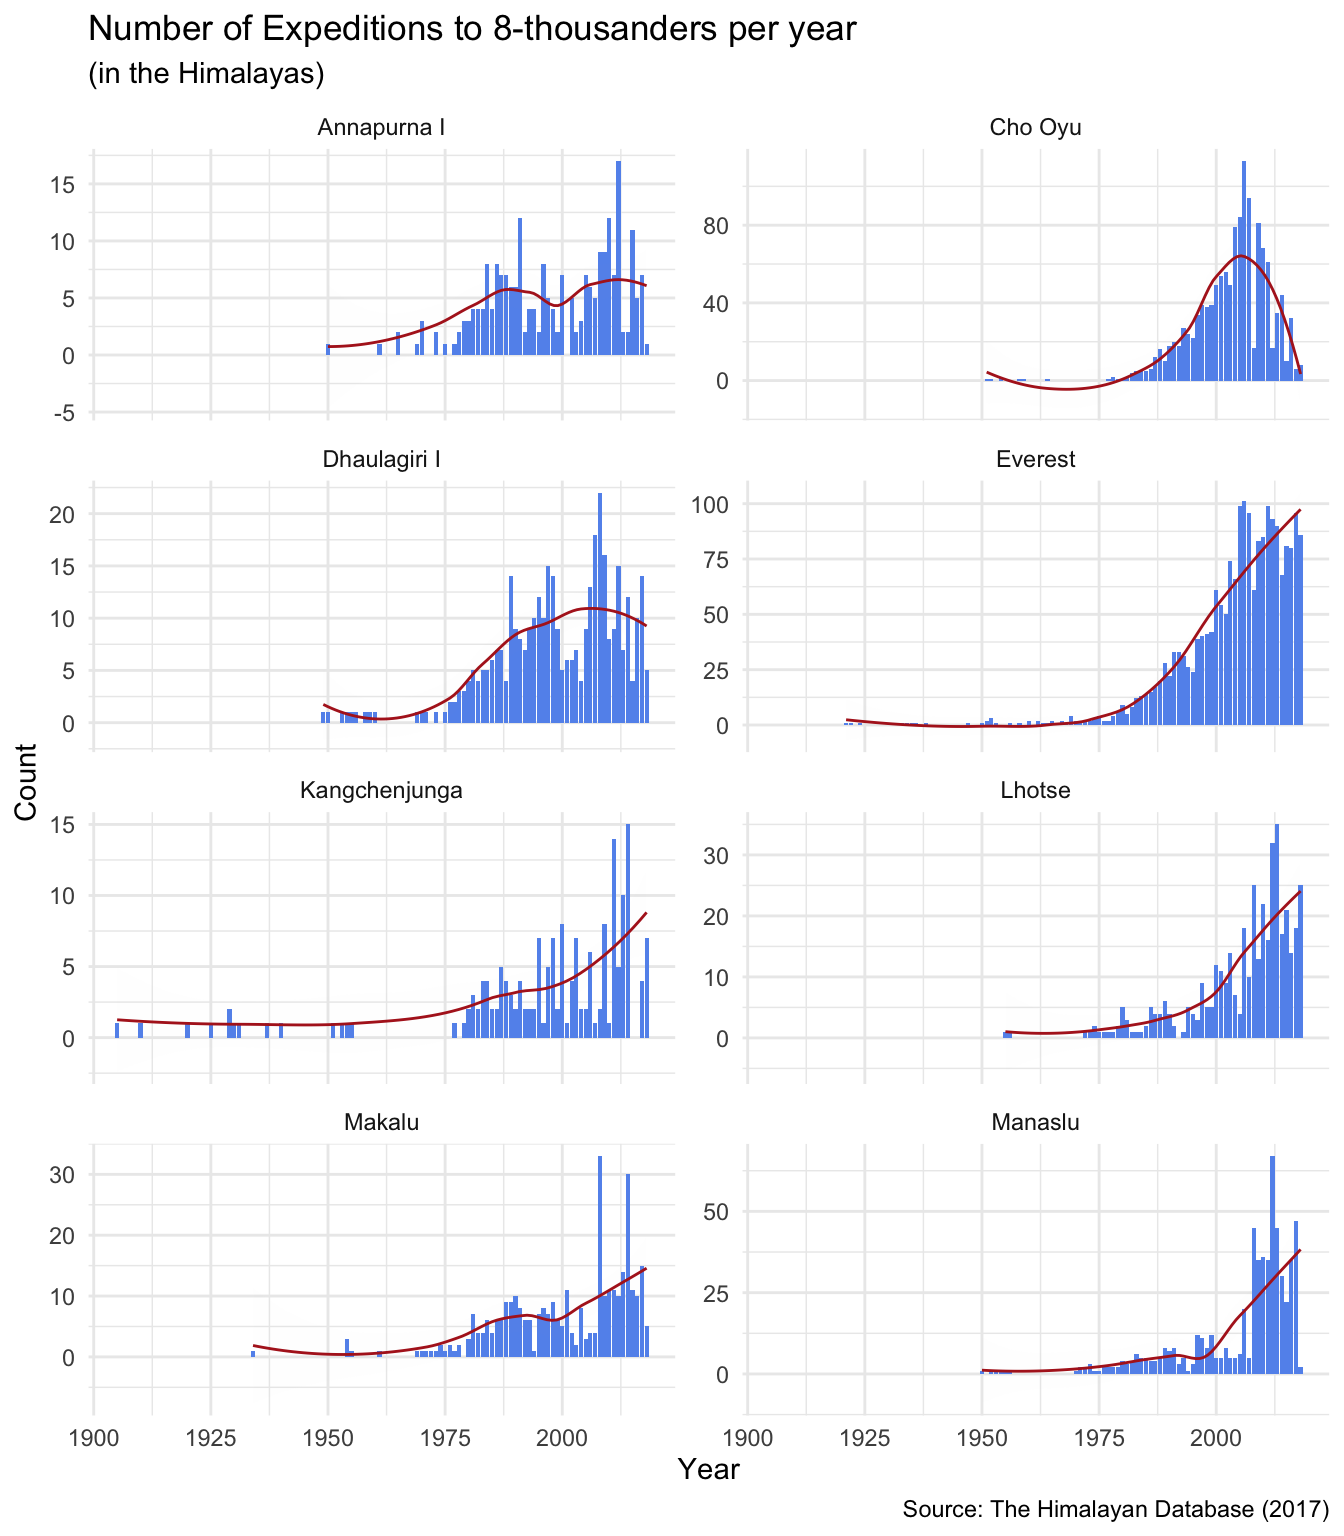 Number of Expeditions to 8-thousanders per year
(in the Himalayas)
Annapurna I
Cho Oyu
15
10
5
0
-5
80
40
0
Dhaulagiri I
Everest
20
15
10
5
0
100
75
50
25
0
Count
Kangchenjunga
Lhotse
15
10
5
0
30
20
10
0
Makalu
Manaslu
30
20
10
0
50
25
0
1900 1925 1950 1975 2000
1900 1925 1950 1975 2000
Year
Source: The Himalayan Database (2017)